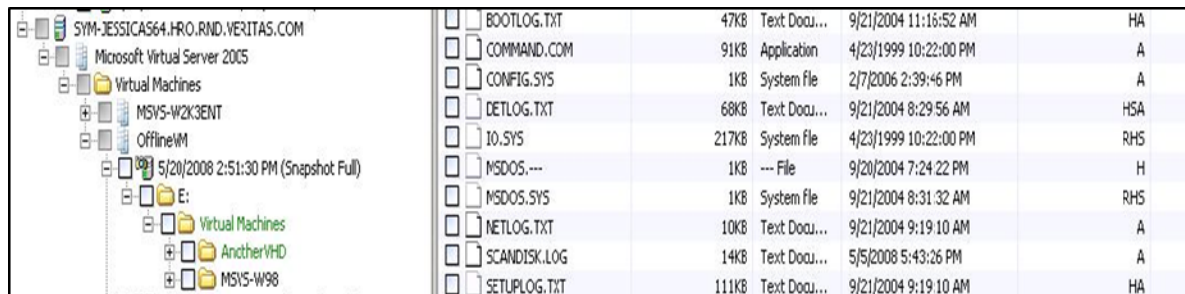 SYM-JESSICAS64.HRO.RND.VERITAS.COM
Microsoft Virtual Server 2005
Virtual Machines
MSVS-W2K3ENT
OfflineVM
5/20/2008 2:51:30 PM (Snapshot Full)
E:
Virtual Machines
AnotherVHD
MSVS-W98
BOOTLOG.TXT 47KB Text Docu... 9/21/2004 11:16:52 AM HA
COMMAND.COM 91KB Application 4/23/1999 10:22:00 PM A
CONFIG.SYS 1KB System file 2/7/2006 2:39:46 PM A
DETLOG.TXT 68KB Text Docu... 9/21/2004 8:29:56 AM HSA
IO.SYS 217KB System file 4/23/1999 10:22:00 PM RHS
MSDOS.--- 1KB --- File 9/20/2004 7:24:22 PM H
MSDOS.SYS 1KB System file 9/21/2004 8:31:32 AM RHS
NETLOG.TXT 10KB Text Docu... 9/21/2004 9:19:10 AM A
SCANDISK.LOG 14KB Text Docu... 5/5/2008 5:43:26 PM A
SETUPLOG.TXT 111KB Text Docu... 9/21/2004 9:19:10 AM HA